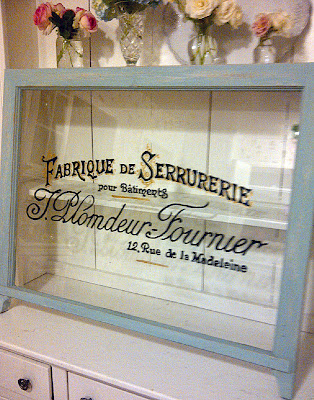 FABRIQUE DE SERRURERIE
pour Bâtiments
J. Plomdeur-Fournier
12, Rue de la Madeleine